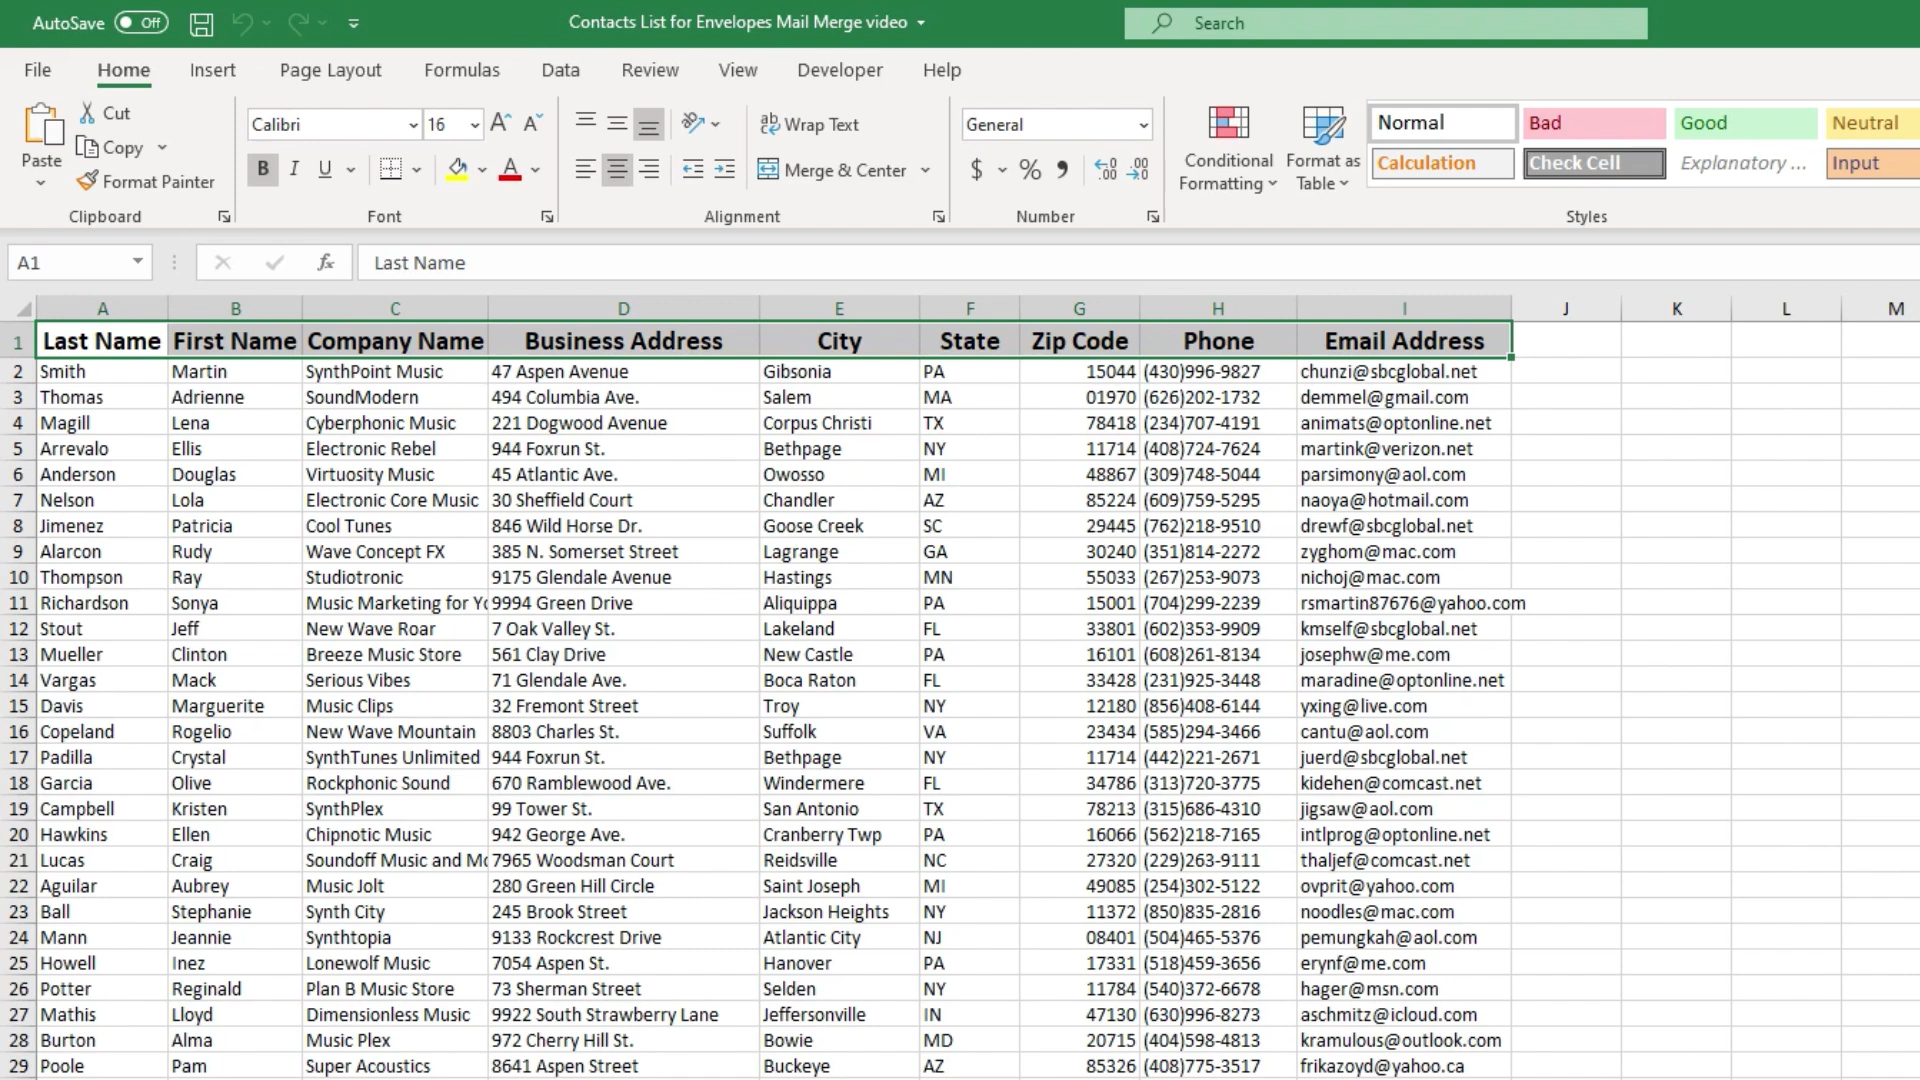 AutoSave Off Contacts List for Envelopes Mail Merge video Search
File Home Insert Page Layout Formulas Data Review View Developer Help
Paste Cut Copy Format Painter Clipboard
Calibri 16 B I U A Font
ab Wrap Text Merge & Center Alignment
General $ % Number
Conditional Formatting Format as Table
Normal Bad Good Neutral
Calculation Check Cell Explanatory ... Input
Styles
A1 fx Last Name
A B C D E F G H I J K L M
1 Last Name First Name Company Name Business Address City State Zip Code Phone Email Address
2 Smith Martin SynthPoint Music 47 Aspen Avenue Gibsonia PA 15044 (430)996-9827 chunzi@sbcglobal.net
3 Thomas Adrienne SoundModern 494 Columbia Ave. Salem MA 01970 (626)202-1732 demmel@gmail.com
4 Magill Lena Cyberphonic Music 221 Dogwood Avenue Corpus Christi TX 78418 (234)707-4191 animats@optonline.net
5 Arrevalo Ellis Electronic Rebel 944 Foxrun St. Bethpage NY 11714 (408)724-7624 martink@verizon.net
6 Anderson Douglas Virtuosity Music 45 Atlantic Ave. Owosso MI 48867 (309)748-5044 parsimony@aol.com
7 Nelson Lola Electronic Core Music 30 Sheffield Court Chandler AZ 85224 (609)759-5295 naoya@hotmail.com
8 Jimenez Patricia Cool Tunes 846 Wild Horse Dr. Goose Creek SC 29445 (762)218-9510 drewf@sbcglobal.net
9 Alarcon Rudy Wave Concept FX 385 N. Somerset Street Lagrange GA 30240 (351)814-2272 zyghom@mac.com
10 Thompson Ray Studiotronic 9175 Glendale Avenue Hastings MN 55033 (267)253-9073 nichoj@mac.com
11 Richardson Sonya Music Marketing for Yo 9994 Green Drive Aliquippa PA 15001 (704)299-2239 rsmartin87676@yahoo.com
12 Stout Jeff New Wave Roar 7 Oak Valley St. Lakeland FL 33801 (602)353-9909 kmself@sbcglobal.net
13 Mueller Clinton Breeze Music Store 561 Clay Drive New Castle PA 16101 (608)261-8134 josephw@me.com
14 Vargas Mack Serious Vibes 71 Glendale Ave. Boca Raton FL 33428 (231)925-3448 maradine@optonline.net
15 Davis Marguerite Music Clips 32 Fremont Street Troy NY 12180 (856)408-6144 yxing@live.com
16 Copeland Rogelio New Wave Mountain 8803 Charles St. Suffolk VA 23434 (585)294-3466 cantu@aol.com
17 Padilla Crystal SynthTunes Unlimited 944 Foxrun St. Bethpage NY 11714 (442)221-2671 juerd@sbcglobal.net
18 Garcia Olive Rockphonic Sound 670 Ramblewood Ave. Windermere FL 34786 (313)720-3775 kidehen@comcast.net
19 Campbell Kristen SynthPlex 99 Tower St. San Antonio TX 78213 (315)686-4310 jigsaw@aol.com
20 Hawkins Ellen Chipnotic Music 942 George Ave. Cranberry Twp PA 16066 (562)218-7165 intlprog@optonline.net
21 Lucas Craig Soundoff Music and Mo 7965 Woodsman Court Reidsville NC 27320 (229)263-9111 thaljef@comcast.net
22 Aguilar Aubrey Music Jolt 280 Green Hill Circle Saint Joseph MI 49085 (254)302-5122 ovprit@yahoo.com
23 Ball Stephanie Synth City 245 Brook Street Jackson Heights NY 11372 (850)835-2816 noodles@mac.com
24 Mann Jeannie Synthtopia 9133 Rockcrest Drive Atlantic City NJ 08401 (504)465-5376 pemungkah@aol.com
25 Howell Inez Lonewolf Music 7054 Aspen St. Hanover PA 17331 (518)459-3656 erynf@me.com
26 Potter Reginald Plan B Music Store 73 Sherman Street Selden NY 11784 (540)372-6678 hager@msn.com
27 Mathis Lloyd Dimensionless Music 9922 South Strawberry Lane Jeffersonville IN 47130 (630)996-8273 aschmitz@icloud.com
28 Burton Alma Music Plex 972 Cherry Hill St. Bowie MD 20715 (404)598-4813 kramulous@outlook.com
29 Poole Pam Super Acoustics 8641 Aspen Street Buckeye AZ 85326 (408)775-3517 frikazoyd@yahoo.ca